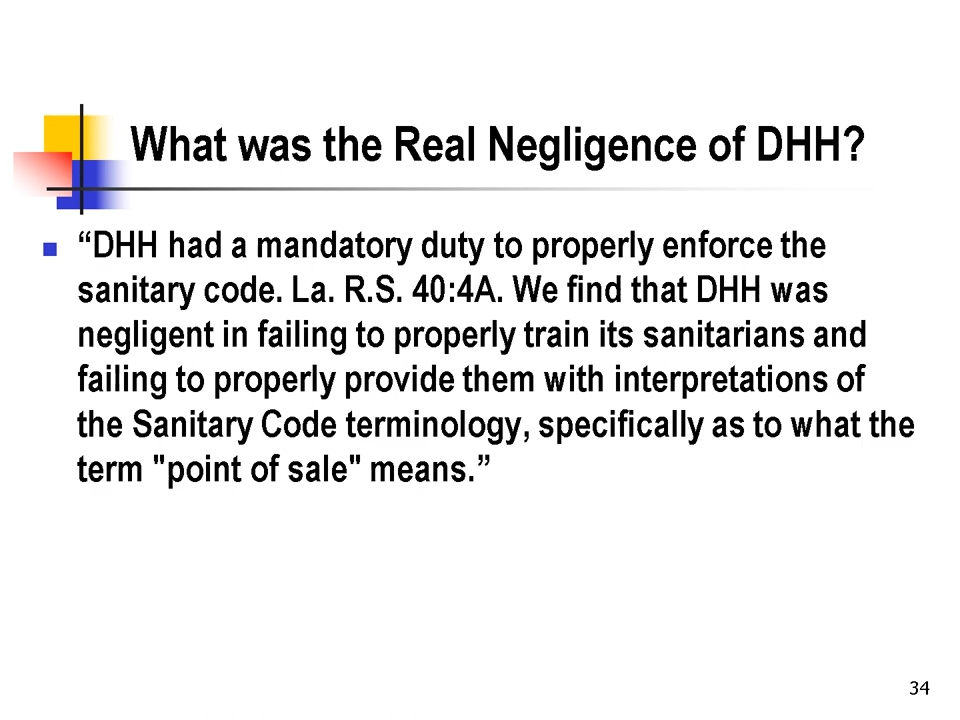 What was the Real Negligence of DHH?
“DHH had a mandatory duty to properly enforce the
sanitary code. La. R.S. 40:4A. We find that DHH was
negligent in failing to properly train its sanitarians and
failing to properly provide them with interpretations of
the Sanitary Code terminology, specifically as to what the
term "point of sale" means.”
34